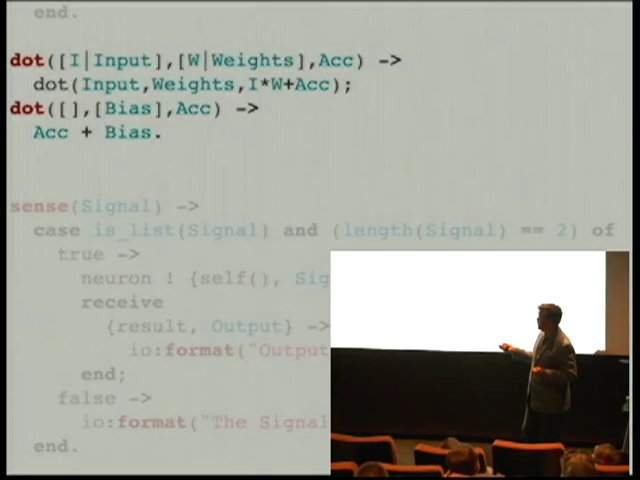 end.
dot([I|Input],[W|Weights],Acc) ->
dot(Input,Weights,I*W+Acc);
dot([],[Bias],Acc) ->
Acc + Bias.
sense(Signal) ->
case is_list(Signal) and (length(Signal) == 2) of
true ->
neuron ! {self(), Sig
receive
{result, Output} ->
io:format("Output
end;
false ->
io:format("The Signal
end.